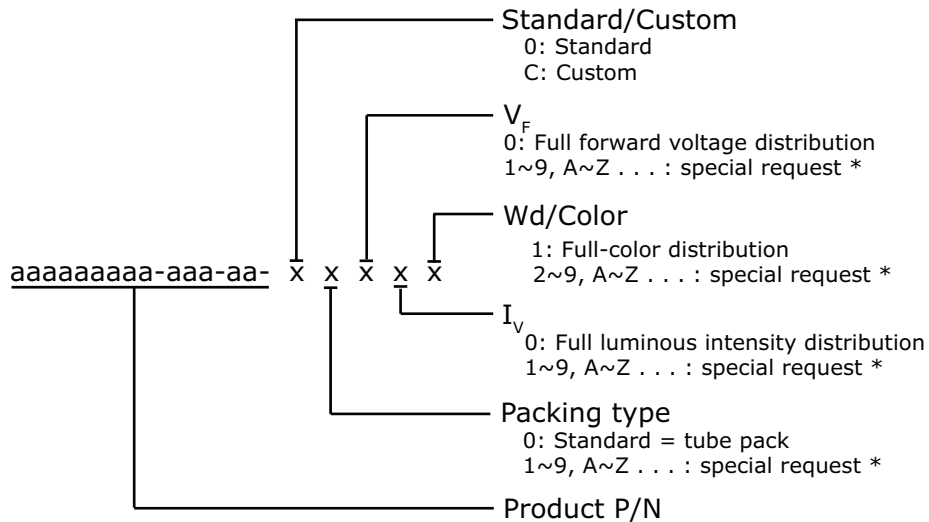 Standard/Custom
0: Standard
C: Custom
VF
0: Full forward voltage distribution
1~9, A~Z . . . : special request *
Wd/Color
1: Full-color distribution
2~9, A~Z . . . : special request *
aaaaaaaaa-aaa-aa- x x x x x
IV
0: Full luminous intensity distribution
1~9, A~Z . . . : special request *
Packing type
0: Standard = tube pack
1~9, A~Z . . . : special request *
Product P/N